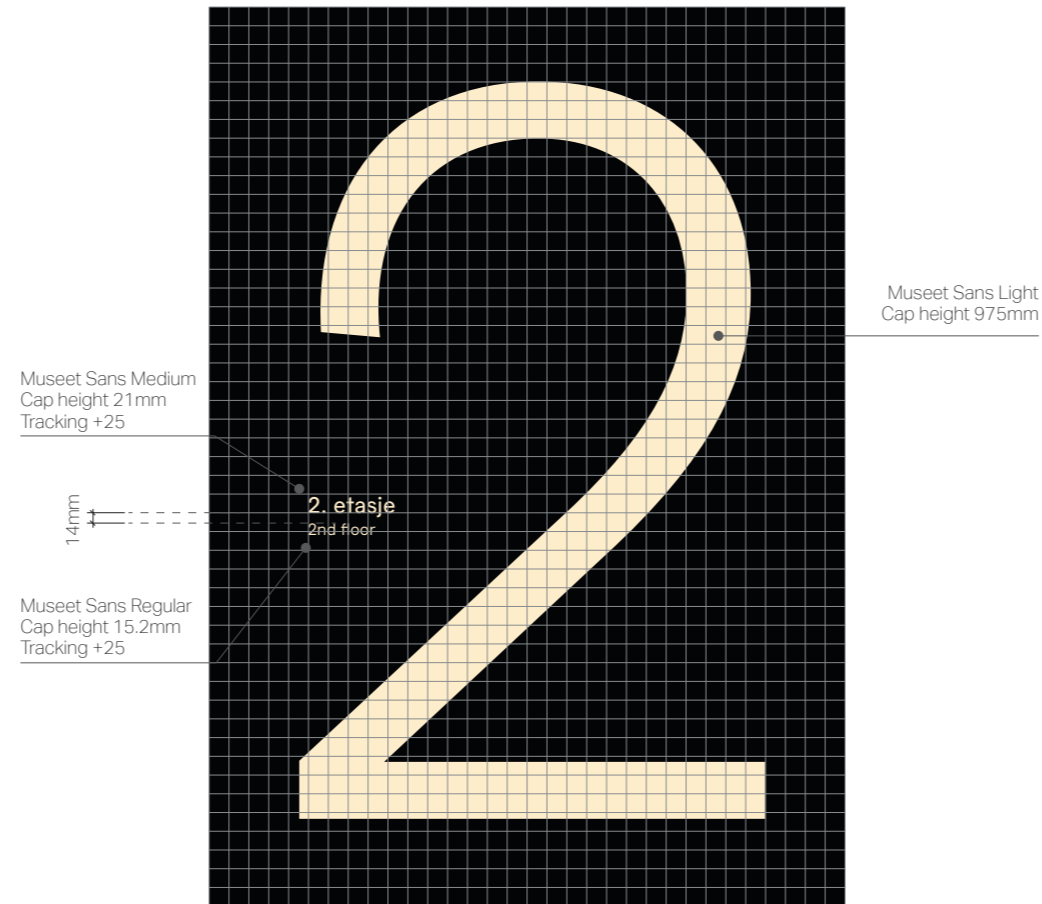 2
Museet Sans Light
Cap height 975mm
Museet Sans Medium
Cap height 21mm
Tracking +25
2. etasje
2nd floor
14mm
Museet Sans Regular
Cap height 15.2mm
Tracking +25